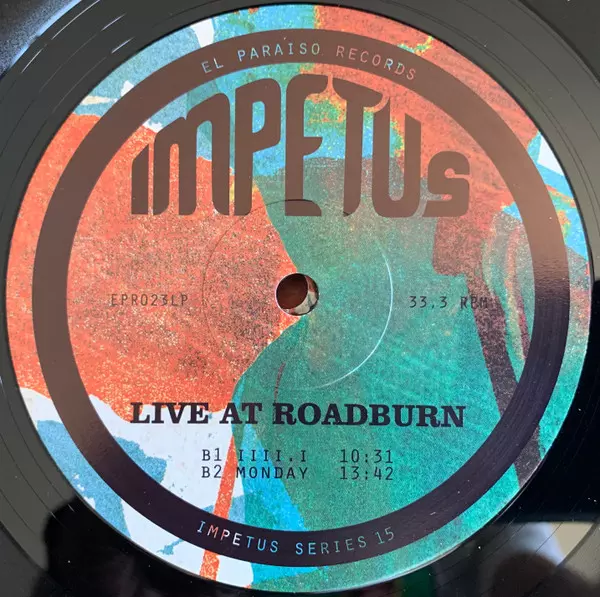 EL PARAISO RECORDS
IMPETUS
EPR023LP
33.3 RPM
LIVE AT ROADBURN
B1 IIII.I 10:31
B2 MONDAY 13:42
IMPETUS SERIES 15